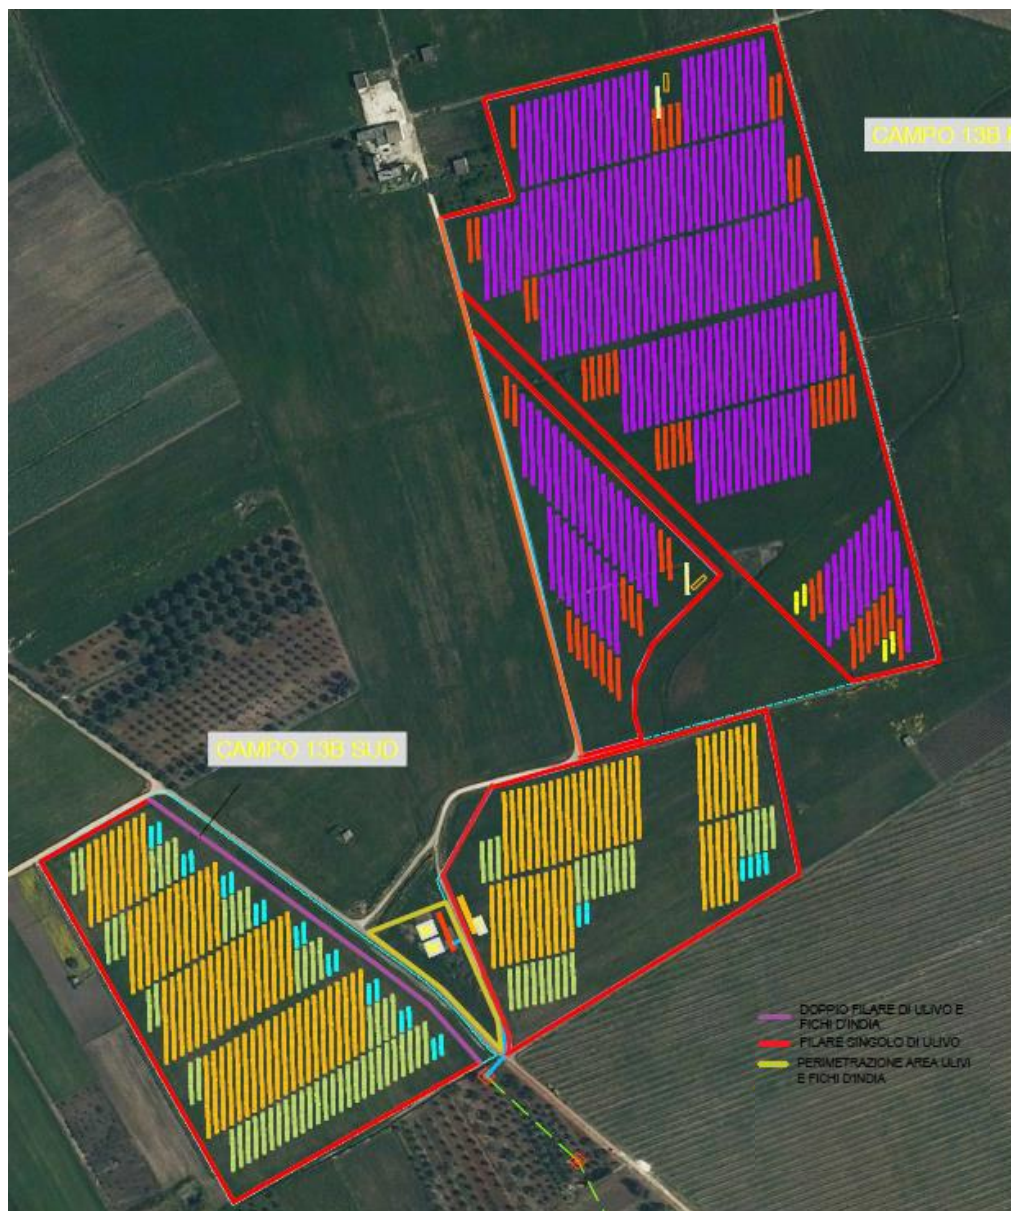 CAMPO 13B
CAMPO 13B SUD
DOPPIO FILARE DI ULIVO E
FICHI D'INDIA
FILARE SINGOLO DI ULIVO
PERIMETRAZIONE AREA ULIVI
E FICHI D'INDIA